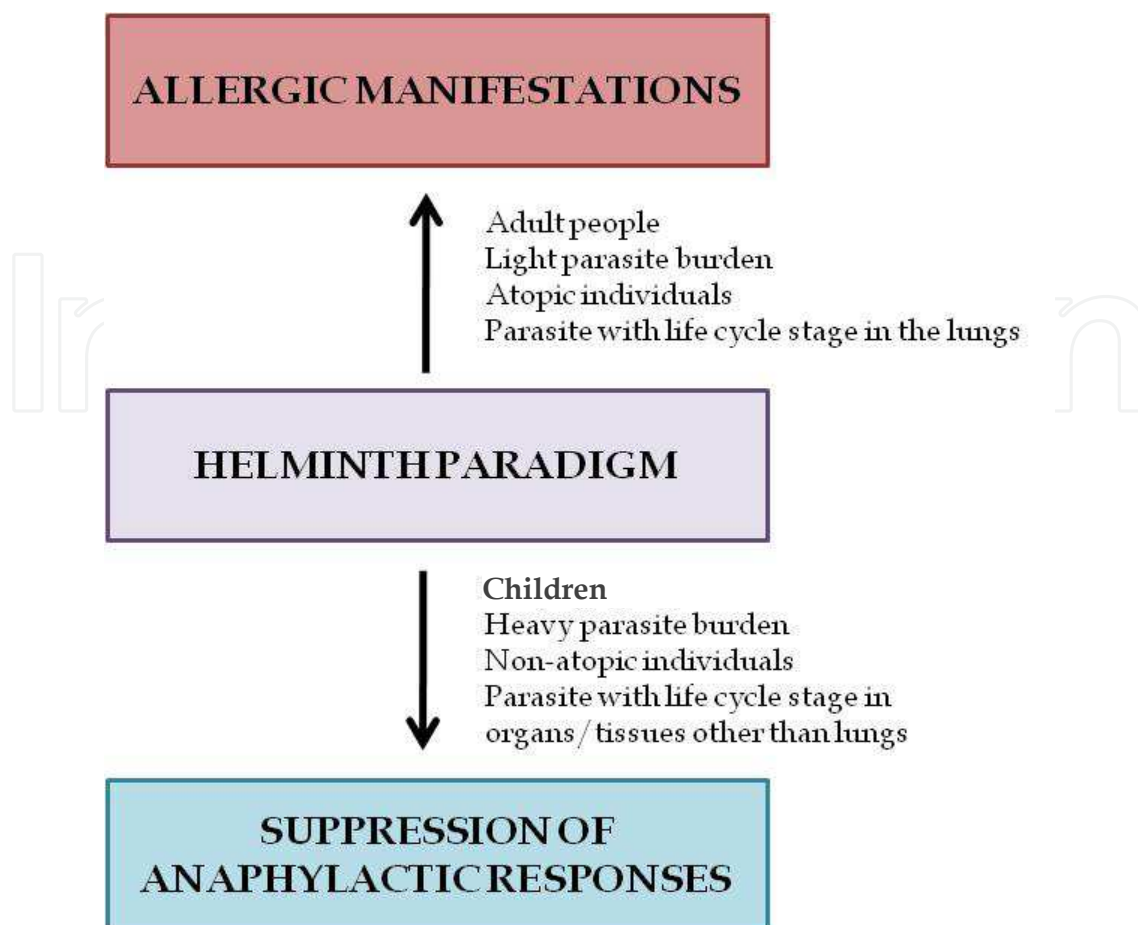 ALLERGIC MANIFESTATIONS
Adult people
Light parasite burden
Atopic individuals
Parasite with life cycle stage in the lungs
HELMINTH PARADIGM
Children
Heavy parasite burden
Non-atopic individuals
Parasite with life cycle stage in
organs/tissues other than lungs
SUPPRESSION OF
ANAPHYLACTIC RESPONSES